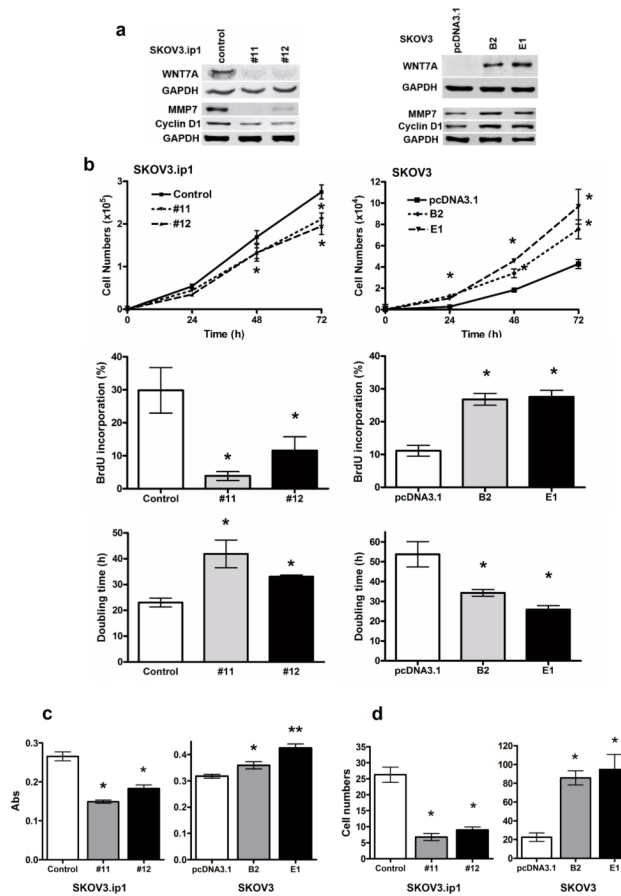 a
SKOV3.ip1
control
#11
#12
WNT7A
GAPDH
MMP7
Cyclin D1
GAPDH
SKOV3
pcDNA3.1
B2
E1
WNT7A
GAPDH
MMP7
Cyclin D1
GAPDH
b
SKOV3.ip1
Cell Numbers (x10⁵)
3
2
1
0
Control
#11
#12
*
*
*
0 24 48 72
Time (h)
SKOV3
Cell Numbers (x10⁴)
12
10
8
6
4
2
0
pcDNA3.1
B2
E1
*
*
*
*
*
0 24 48 72
Time (h)
BrdU incorporation (%)
40
30
20
10
0
* *
Control #11 #12
BrdU incorporation (%)
40
30
20
10
0
* *
pcDNA3.1 B2 E1
Doubling time (h)
60
50
40
30
20
10
0
* *
Control #11 #12
Doubling time (h)
70
60
50
40
30
20
10
0
* *
pcDNA3.1 B2 E1
c
Abs
0.3
0.2
0.1
0.0
* *
Control #11 #12
SKOV3.ip1
0.4
0.3
0.2
0.1
0.0
* **
pcDNA3.1 B2 E1
SKOV3
d
Cell numbers
30
25
20
15
10
5
0
* *
Control #11 #12
SKOV3.ip1
100
80
60
40
20
0
* *
pcDNA3.1 B2 E1
SKOV3